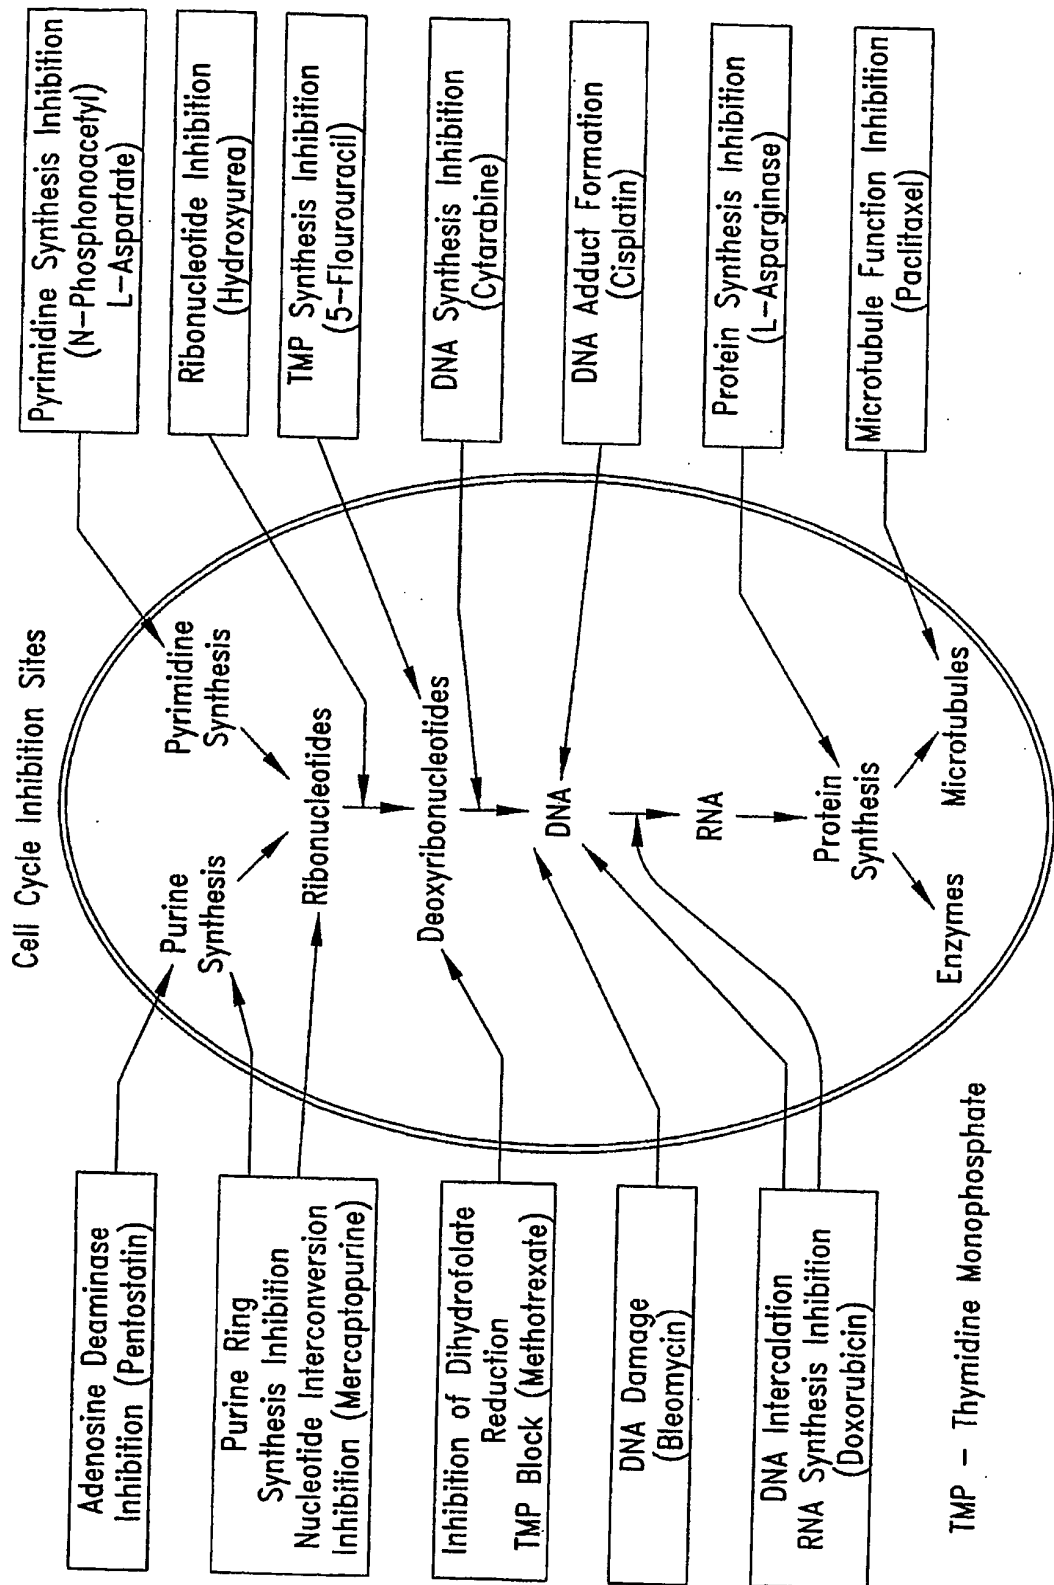 Cell Cycle Inhibition Sites
Adenosine Deaminase
Inhibition (Pentostatin)
Purine Ring
Synthesis Inhibition
Nucleotide Interconversion
Inhibition (Mercaptopurine)
Inhibition of Dihydrofolate
Reduction
TMP Block (Methotrexate)
DNA Damage
(Bleomycin)
DNA Intercalation
RNA Synthesis Inhibition
(Doxorubicin)
Purine
Synthesis
Pyrimidine
Synthesis
Ribonucleotides
Deoxyribonucleotides
DNA
RNA
Protein
Synthesis
Enzymes
Microtubules
Pyrimidine Synthesis Inhibition
(N-Phosphonoacetyl)
L-Aspartate)
Ribonucleotide Inhibition
(Hydroxyurea)
TMP Synthesis Inhibition
(5-Flourouracil)
DNA Synthesis Inhibition
(Cytarabine)
DNA Adduct Formation
(Cisplatin)
Protein Synthesis Inhibition
(L-Asparginase)
Microtubule Function Inhibition
(Paclitaxel)
TMP - Thymidine Monophosphate